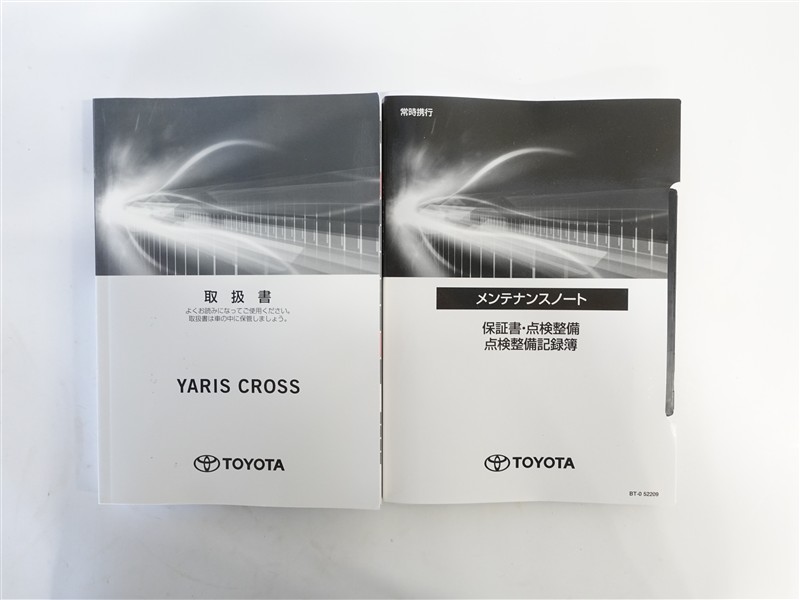 取扱書
よくお読みになってご使用ください。
取扱書は車の中に保管しましょう。
YARIS CROSS
TOYOTA
常時携行
メンテナンスノート
保証書・点検整備
点検整備記録簿
TOYOTA
BT-0 52209